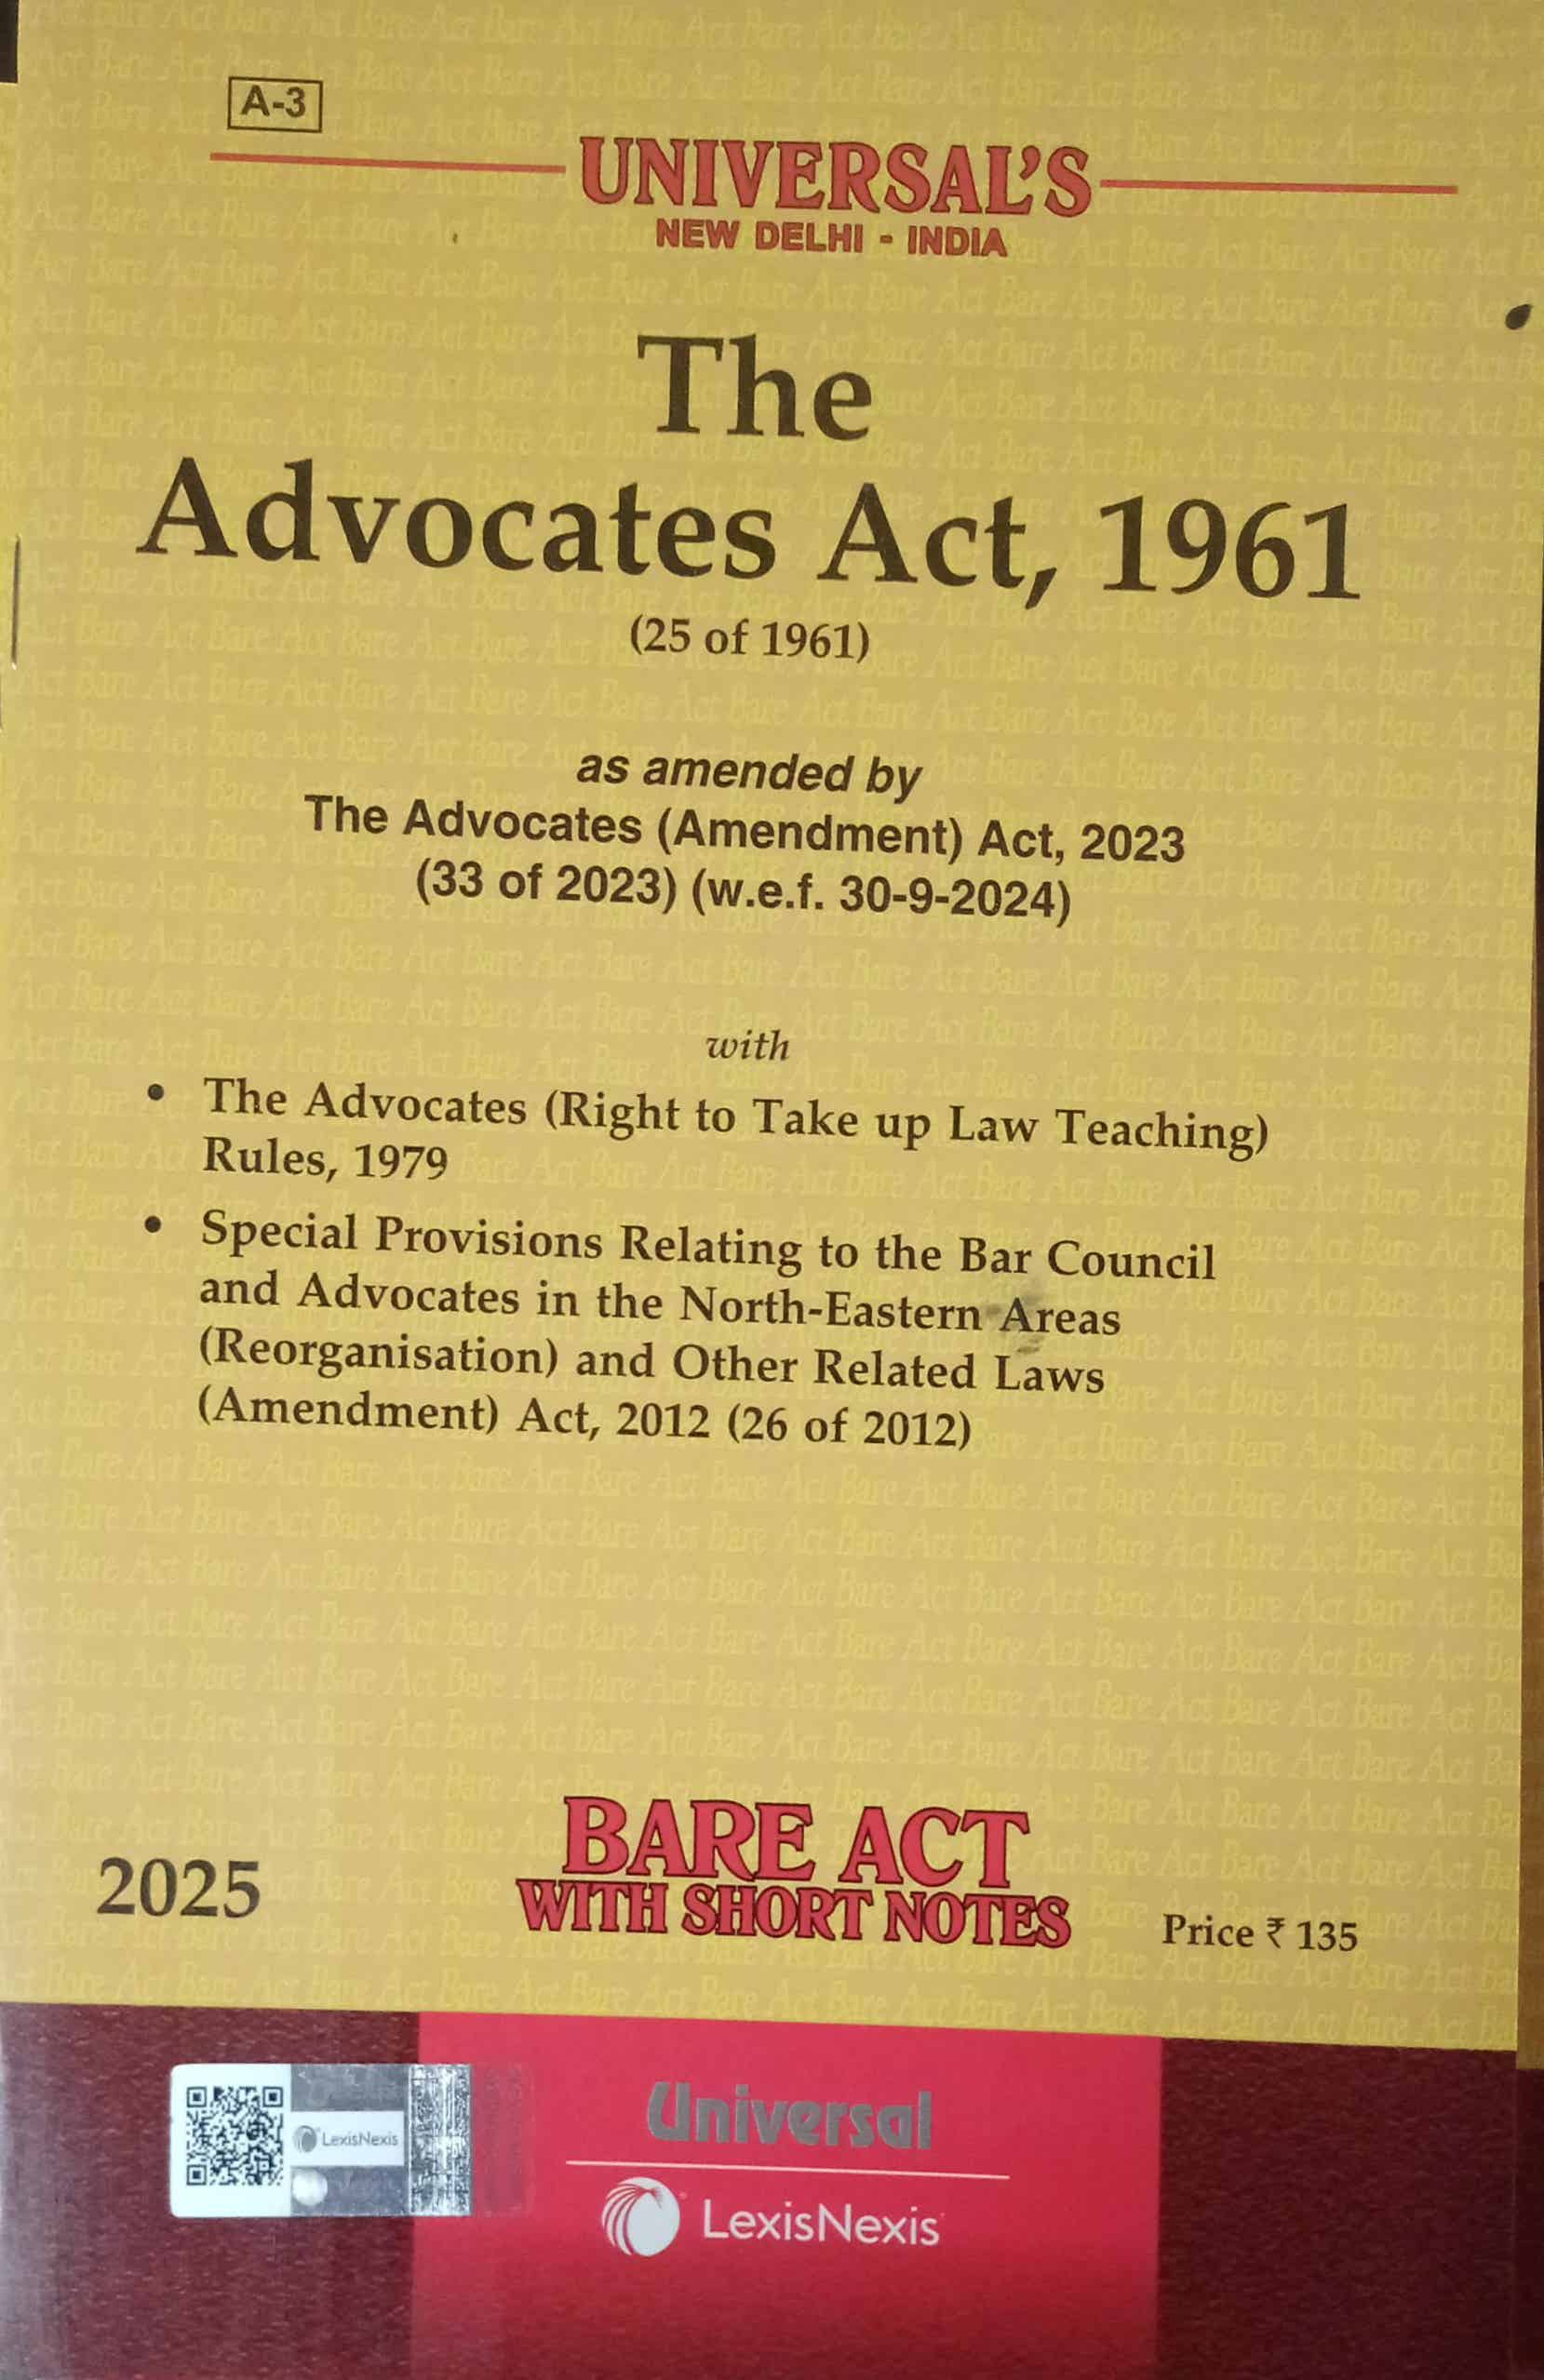 A-3
UNIVERSAL'S
NEW DELHI - INDIA
The
Advocates Act, 1961
(25 of 1961)
as amended by
The Advocates (Amendment) Act, 2023
(33 of 2023) (w.e.f. 30-9-2024)
with
• The Advocates (Right to Take up Law Teaching)
Rules, 1979
• Special Provisions Relating to the Bar Council
and Advocates in the North-Eastern Areas
(Reorganisation) and Other Related Laws
(Amendment) Act, 2012 (26 of 2012)
2025
BARE ACT
WITH SHORT NOTES
Price ₹ 135
LexisNexis
Universal
LexisNexis